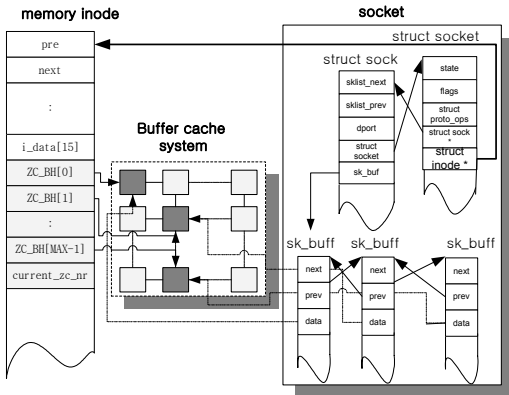 memory inode
pre
next
:
i_data[15]
ZC_BH[0]
ZC_BH[1]
:
ZC_BH[MAX-1]
current_zc_nr
Buffer cache
system
socket
struct socket
struct sock
sklist_next
sklist_prev
dport
struct
socket
sk_buf
state
flags
struct
proto_ops
struct sock
*
struct
inode *
sk_buff
sk_buff
sk_buff
next
prev
data
next
prev
data
next
prev
data